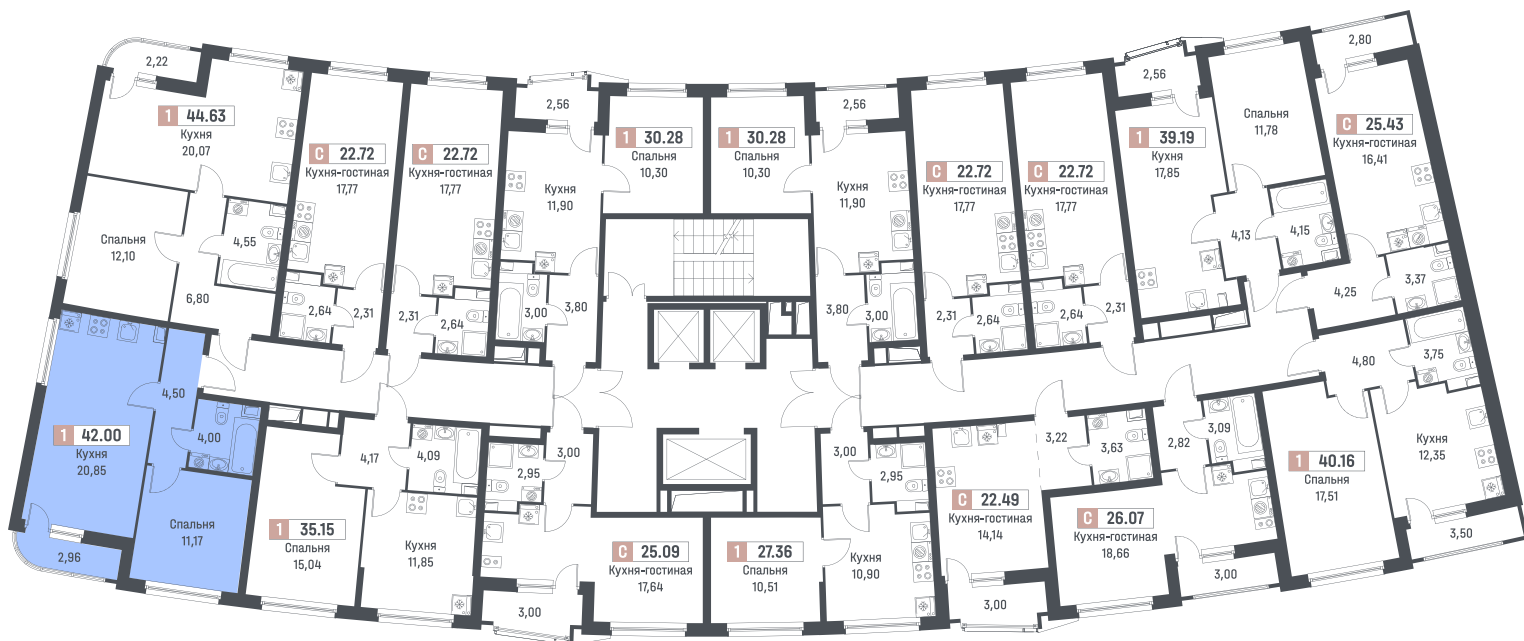 2,22
1 44.63
Кухня
20,07
Спальня
12,10
4,55
6,80
С 22.72
Кухня-гостиная
17,77
2,64
2,31
С 22.72
Кухня-гостиная
17,77
2,31
2,64
2,56
1 30.28
Спальня
10,30
Кухня
11,90
3,00
3,80
1 30.28
Спальня
10,30
2,56
Кухня
11,90
3,80
3,00
С 22.72
Кухня-гостиная
17,77
2,31
2,64
С 22.72
Кухня-гостиная
17,77
2,64
2,31
2,56
1 39.19
Кухня
17,85
Спальня
11,78
4,13
4,15
2,80
С 25.43
Кухня-гостиная
16,41
4,25
3,37
1 42.00
Кухня
20,85
4,50
4,00
Спальня
11,17
2,96
1 35.15
Спальня
15,04
4,17
4,09
Кухня
11,85
2,95
3,00
С 25.09
Кухня-гостиная
17,64
3,00
1 27.36
Спальня
10,51
3,00
2,95
Кухня
10,90
С 22.49
Кухня-гостиная
14,14
3,22
3,63
3,00
2,82
3,09
С 26.07
Кухня-гостиная
18,66
3,00
4,80
3,75
1 40.16
Спальня
17,51
Кухня
12,35
3,50